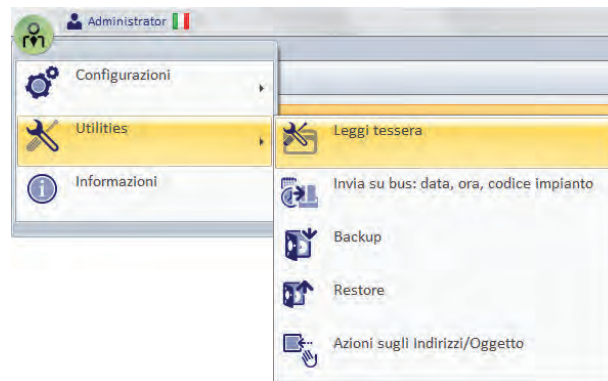 Administrator
Configurazioni
Utilities
Informazioni
Leggi tessera
Invia su bus: data, ora, codice impianto
Backup
Restore
Azioni sugli Indirizzi/Oggetto